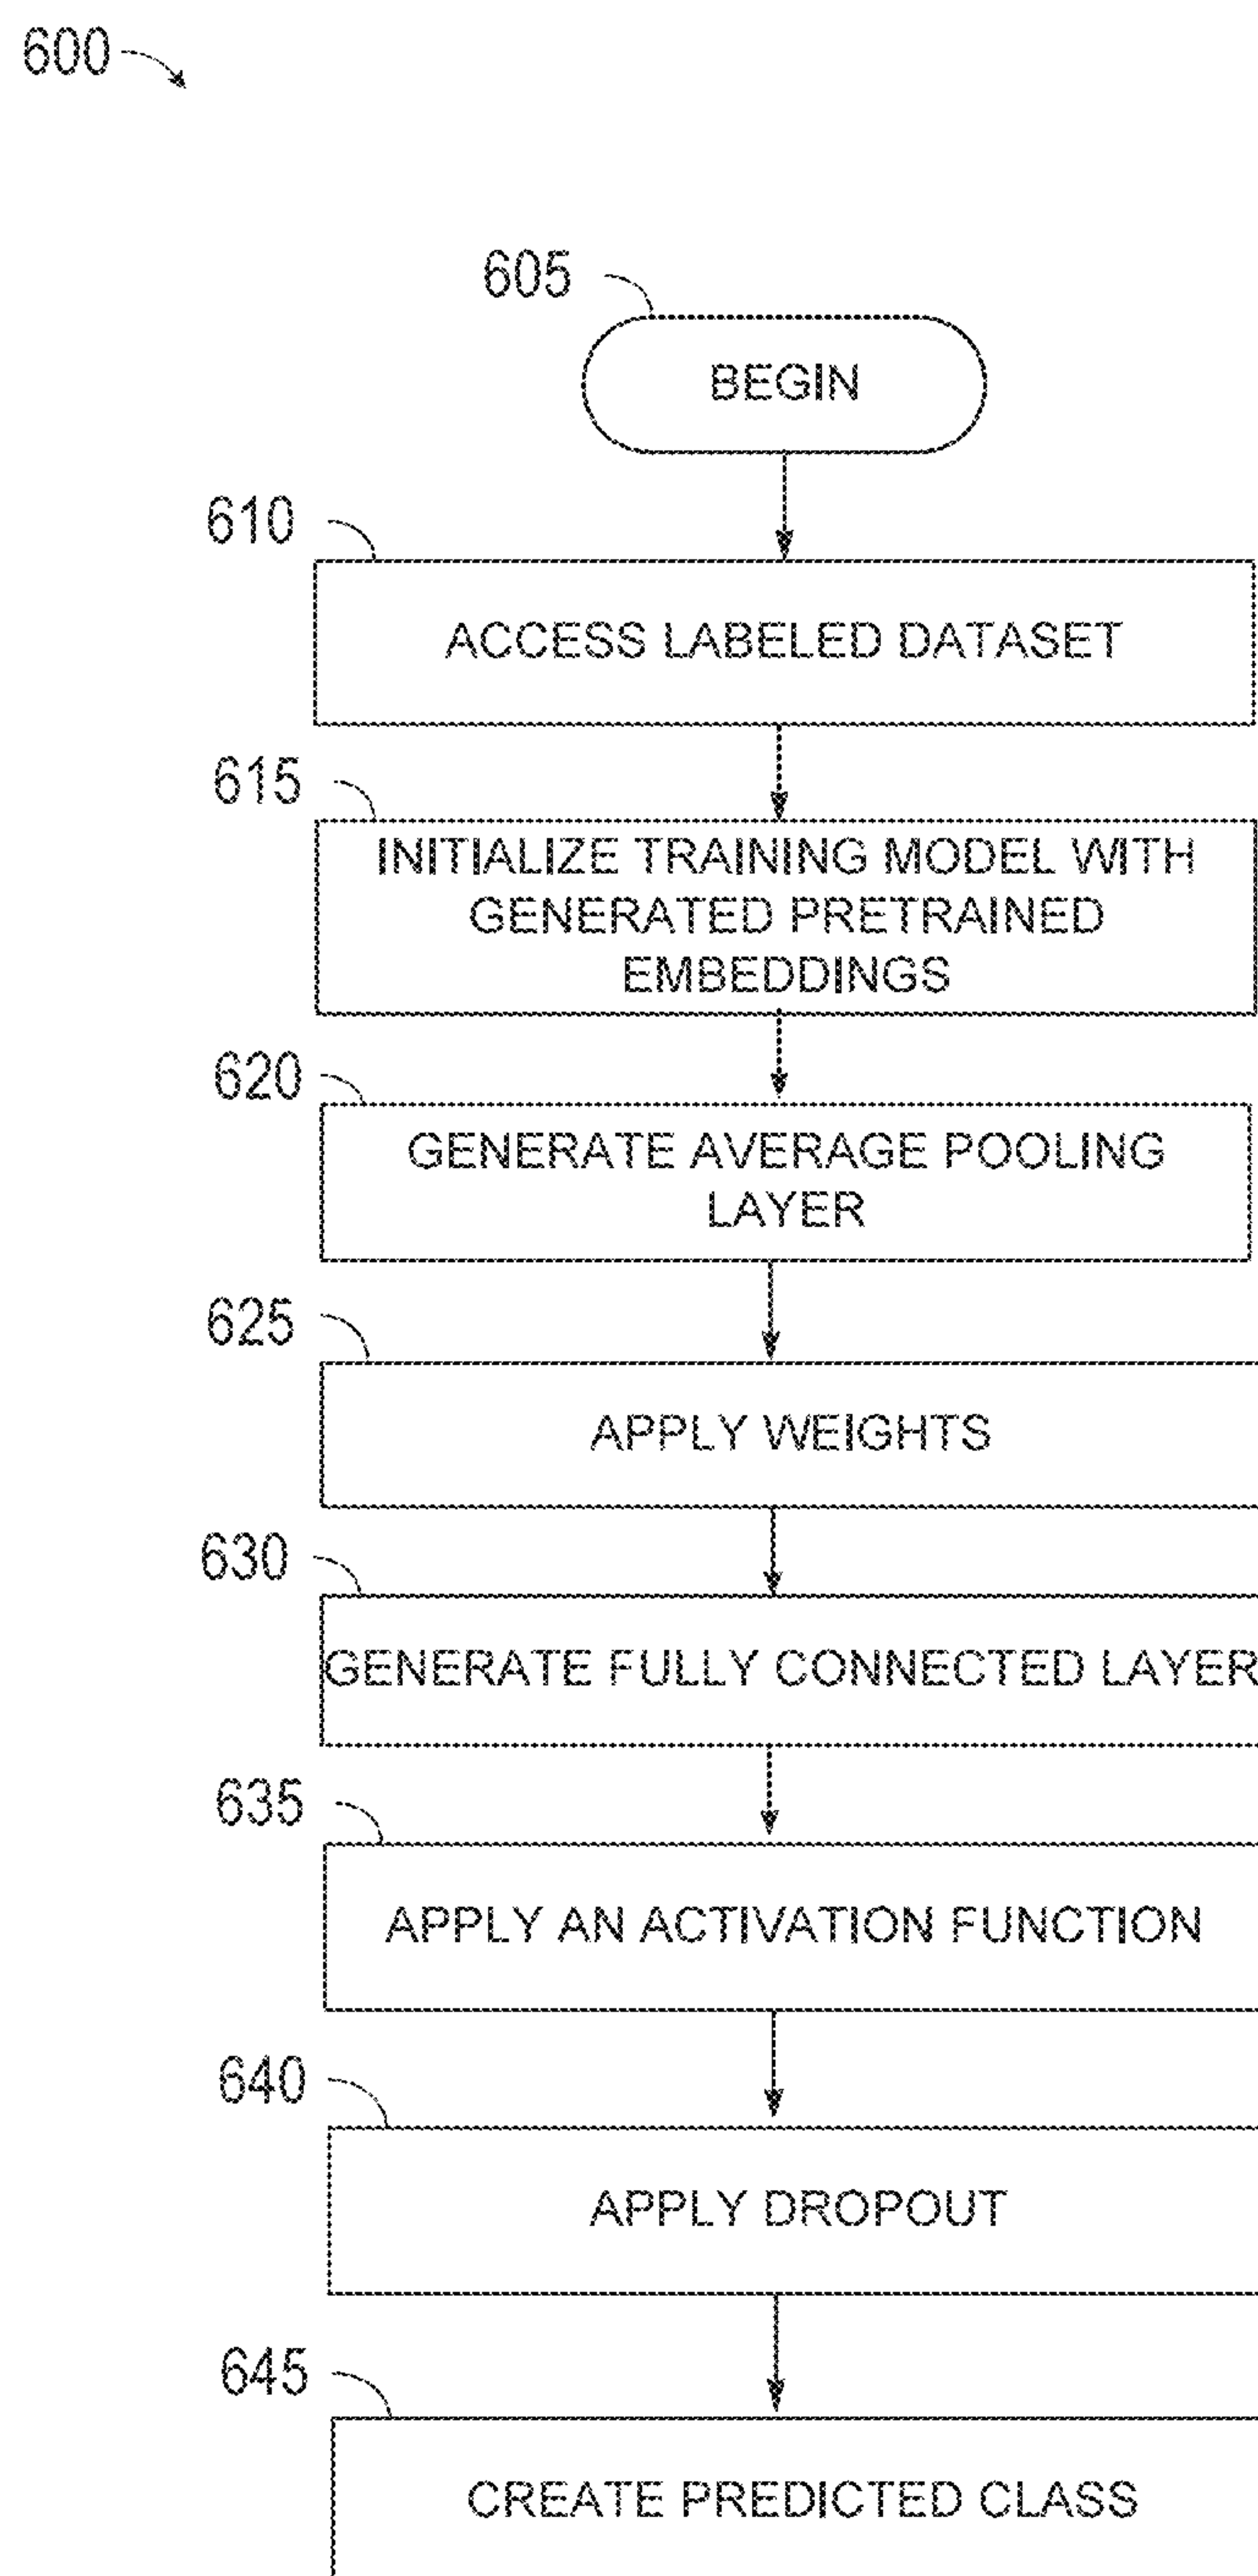 600
605
BEGIN
610
ACCESS LABELED DATASET
615
INITIALIZE TRAINING MODEL WITH
GENERATED PRETRAINED
EMBEDDINGS
620
GENERATE AVERAGE POOLING
LAYER
625
APPLY WEIGHTS
630
GENERATE FULLY CONNECTED LAYER
635
APPLY AN ACTIVATION FUNCTION
640
APPLY DROPOUT
645
CREATE PREDICTED CLASS